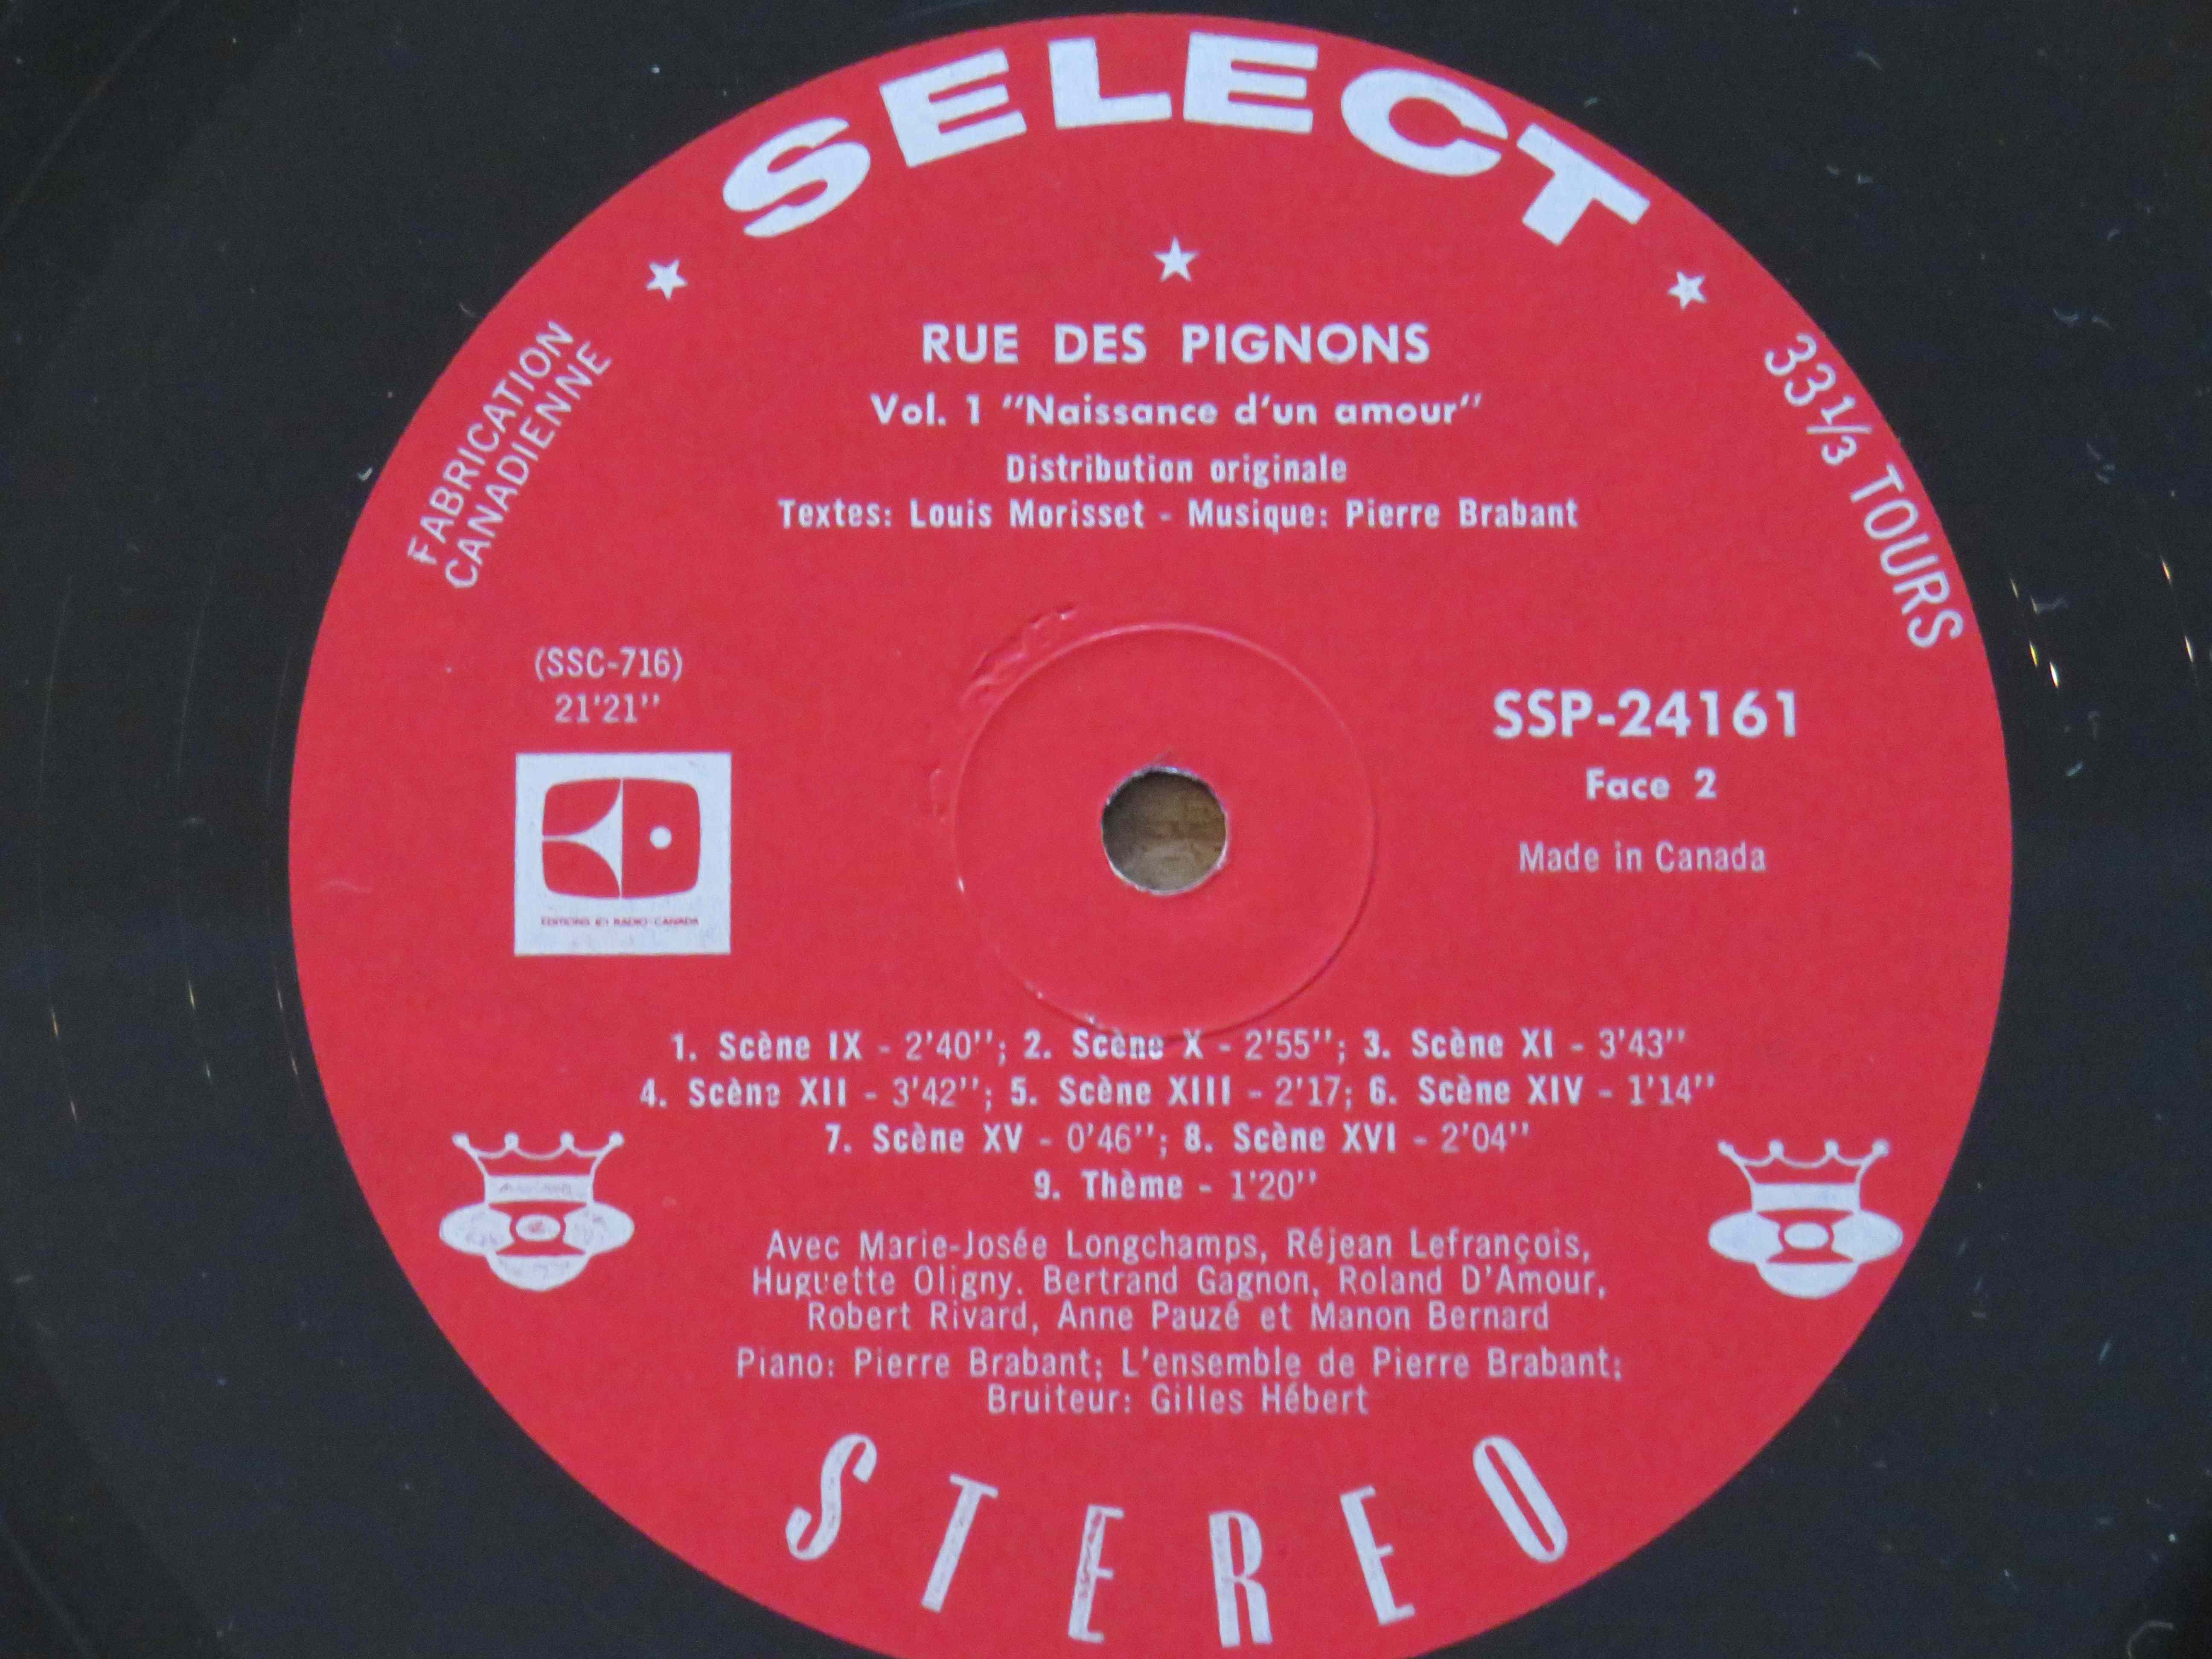 SELECT
FABRICATION
CANADIENNE
33⅓ TOURS
RUE DES PIGNONS
Vol. 1 "Naissance d'un amour"
Distribution originale
Textes: Louis Morisset - Musique: Pierre Brabant
(SSC-716)
21'21"
SSP-24161
Face 2
Made in Canada
EDITIONS ICI RADIO-CANADA
1. Scène IX - 2'40''; 2. Scène X - 2'55''; 3. Scène XI - 3'43''
4. Scène XII - 3'42''; 5. Scène XIII - 2'17; 6. Scène XIV - 1'14''
7. Scène XV - 0'46''; 8. Scène XVI - 2'04''
9. Thème - 1'20''
Avec Marie-Josée Longchamps, Réjean Lefrançois,
Huguette Oligny, Bertrand Gagnon, Roland D'Amour,
Robert Rivard, Anne Pauzé et Manon Bernard
Piano: Pierre Brabant; L'ensemble de Pierre Brabant;
Bruiteur: Gilles Hébert
STEREO